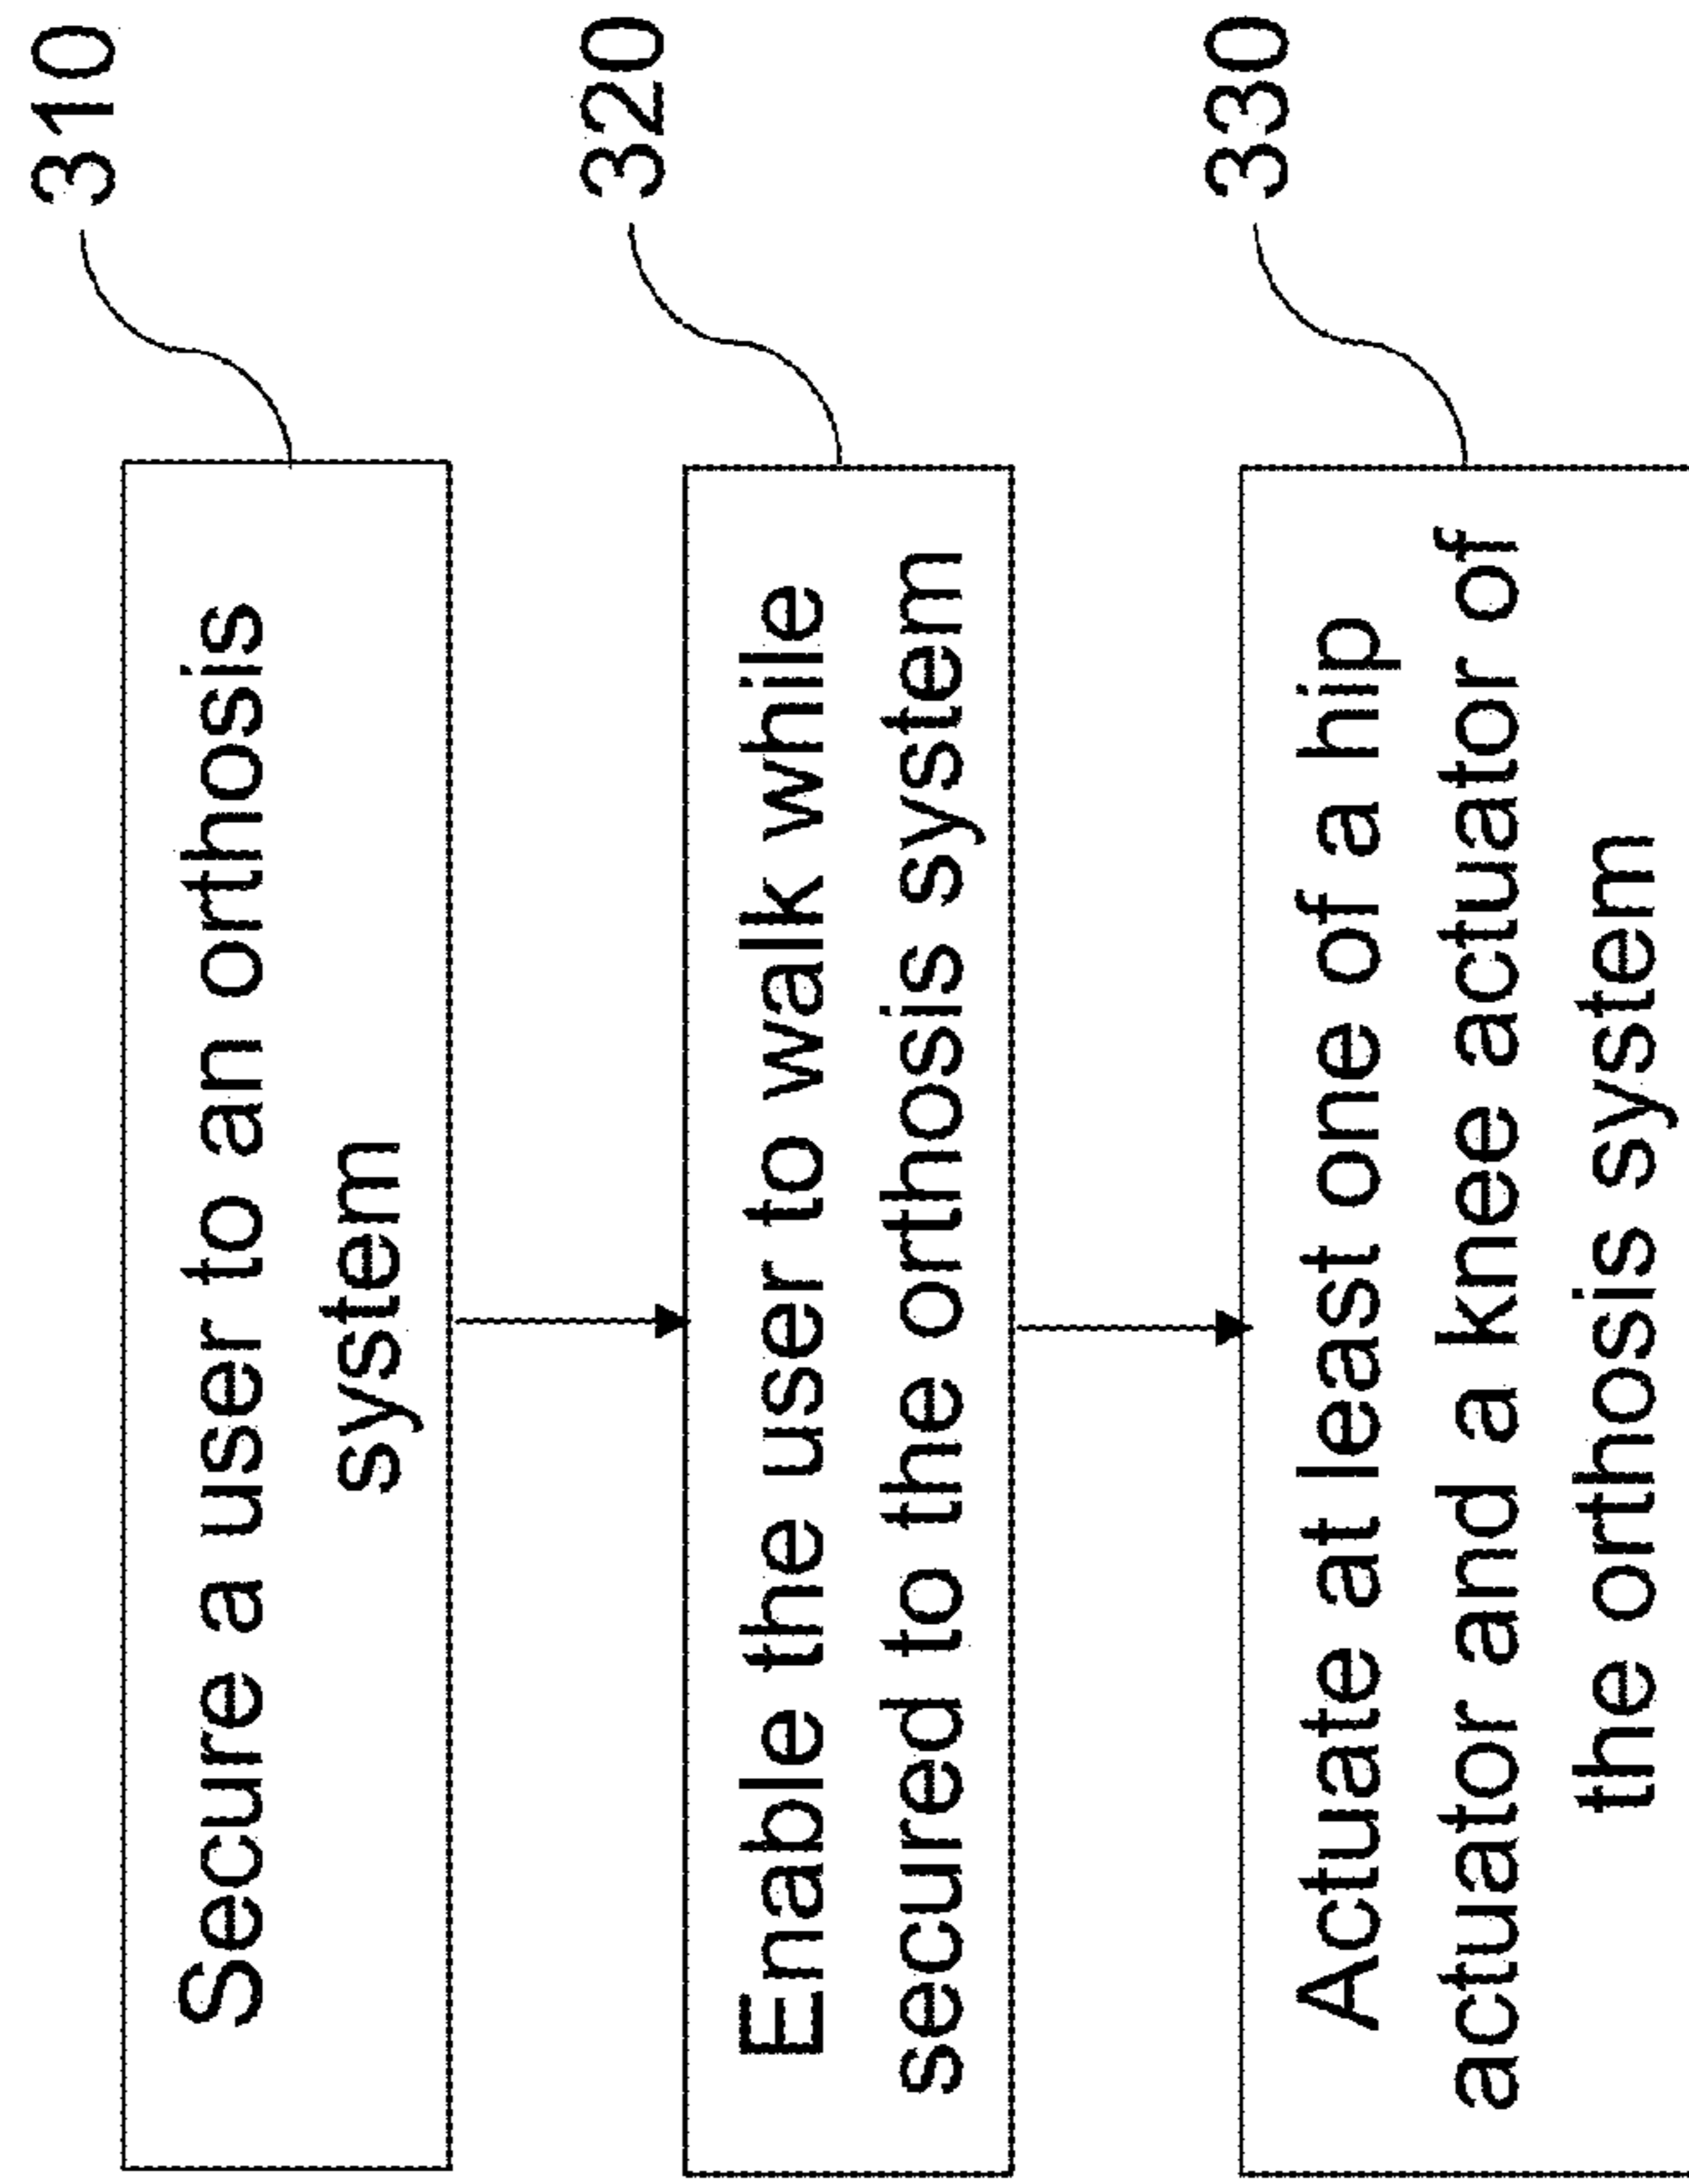 Secure a user to an orthosis
system
310
Enable the user to walk while
secured to the orthosis system
320
Actuate at least one of a hip
actuator and a knee actuator of
the orthosis system
330